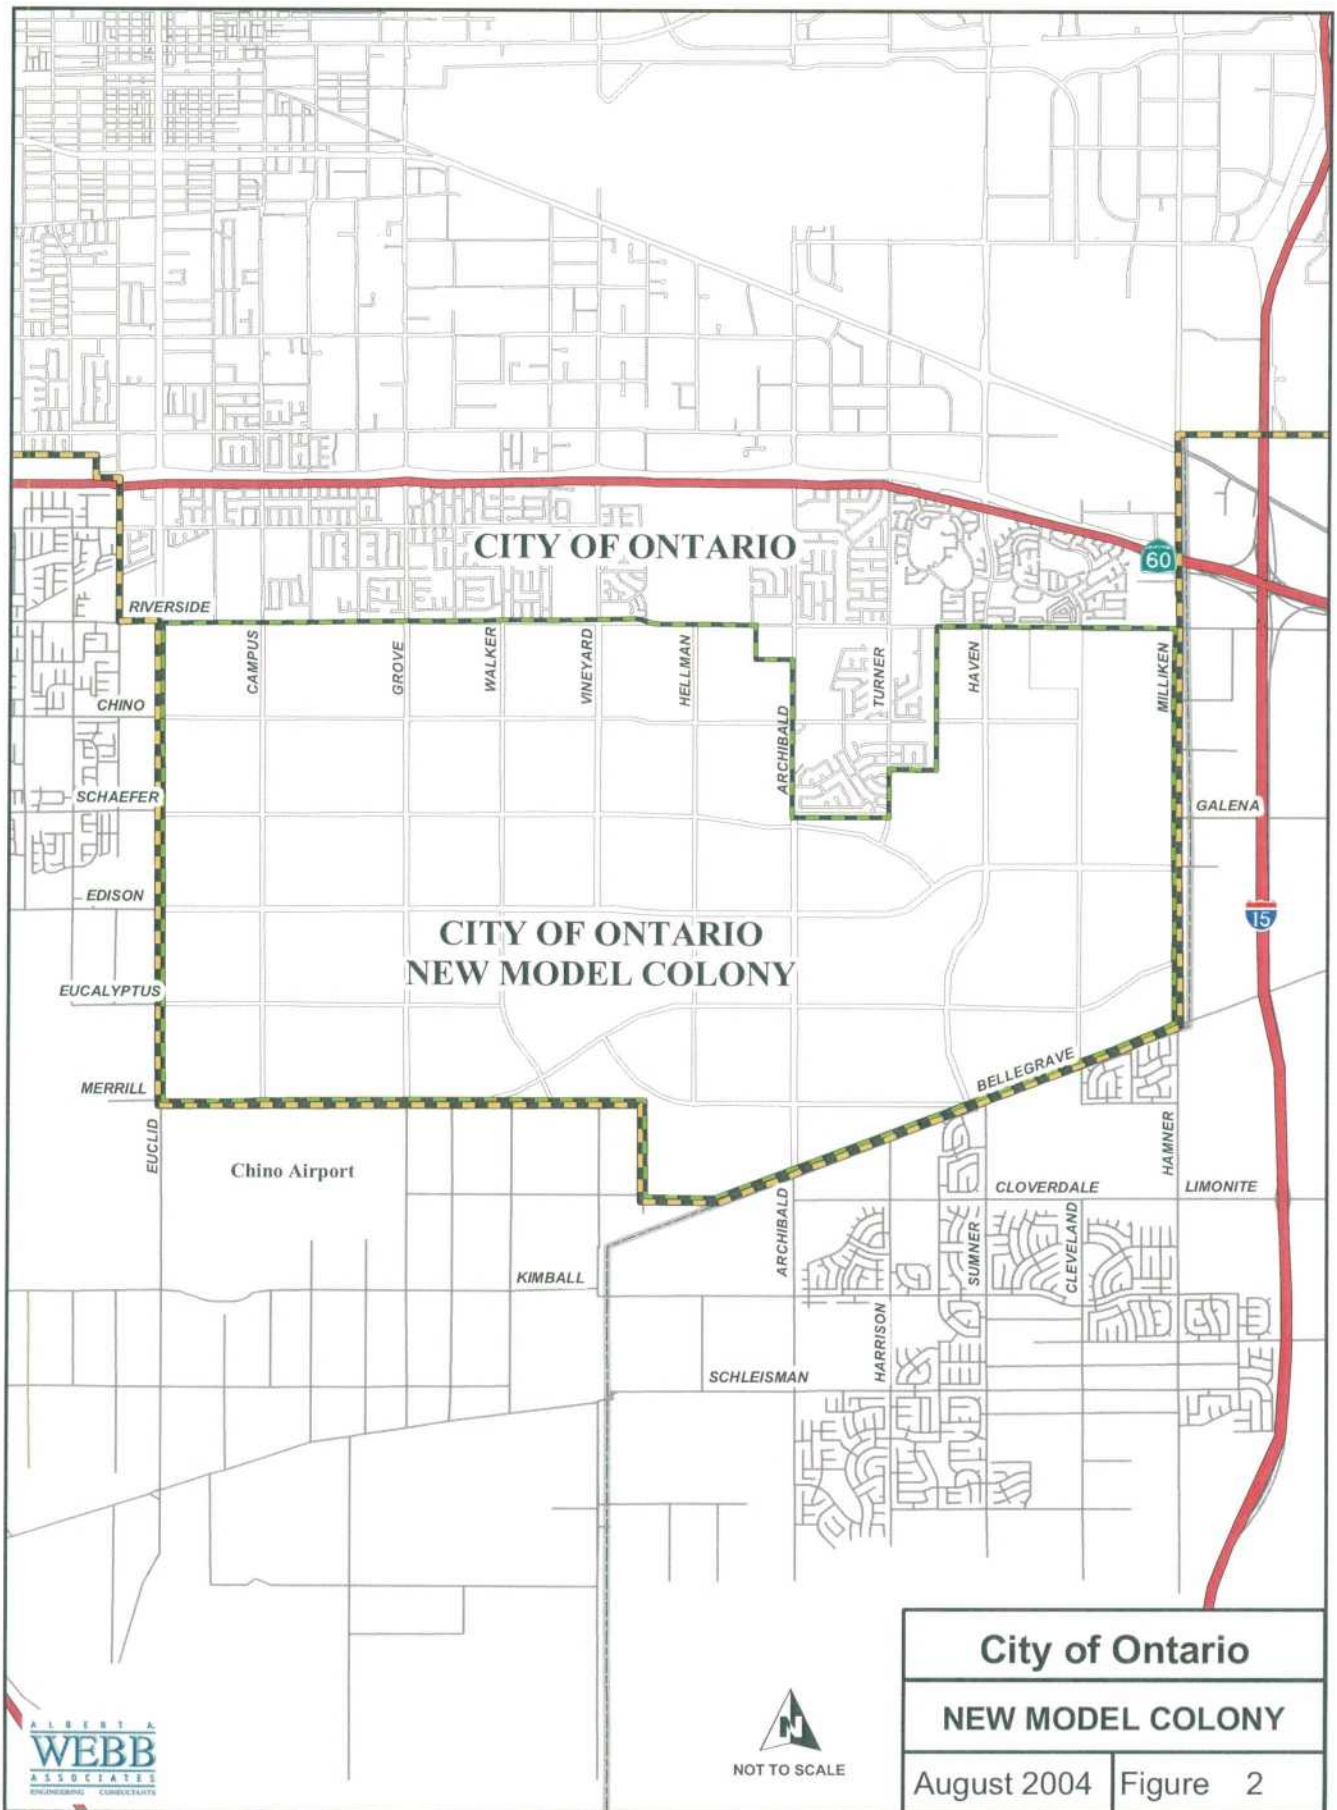 CITY OF ONTARIO
60
RIVERSIDE
CAMPUS
GROVE
WALKER
VINEYARD
HELLMAN
ARCHIBALD
TURNER
HAVEN
MILLIKEN
CHINO
SCHAEFER
GALENA
EDISON
15
CITY OF ONTARIO
NEW MODEL COLONY
EUCALYPTUS
MERRILL
BELLEGRAVE
EUCLID
Chino Airport
HAMNER
CLOVERDALE
LIMONITE
ARCHIBALD
SUMNER
CLEVELAND
KIMBALL
HARRISON
SCHLEISMAN
ALBERT A.
WEBB
ASSOCIATES
ENGINEERING CONSULTANTS
N
NOT TO SCALE
City of Ontario
NEW MODEL COLONY
August 2004
Figure 2